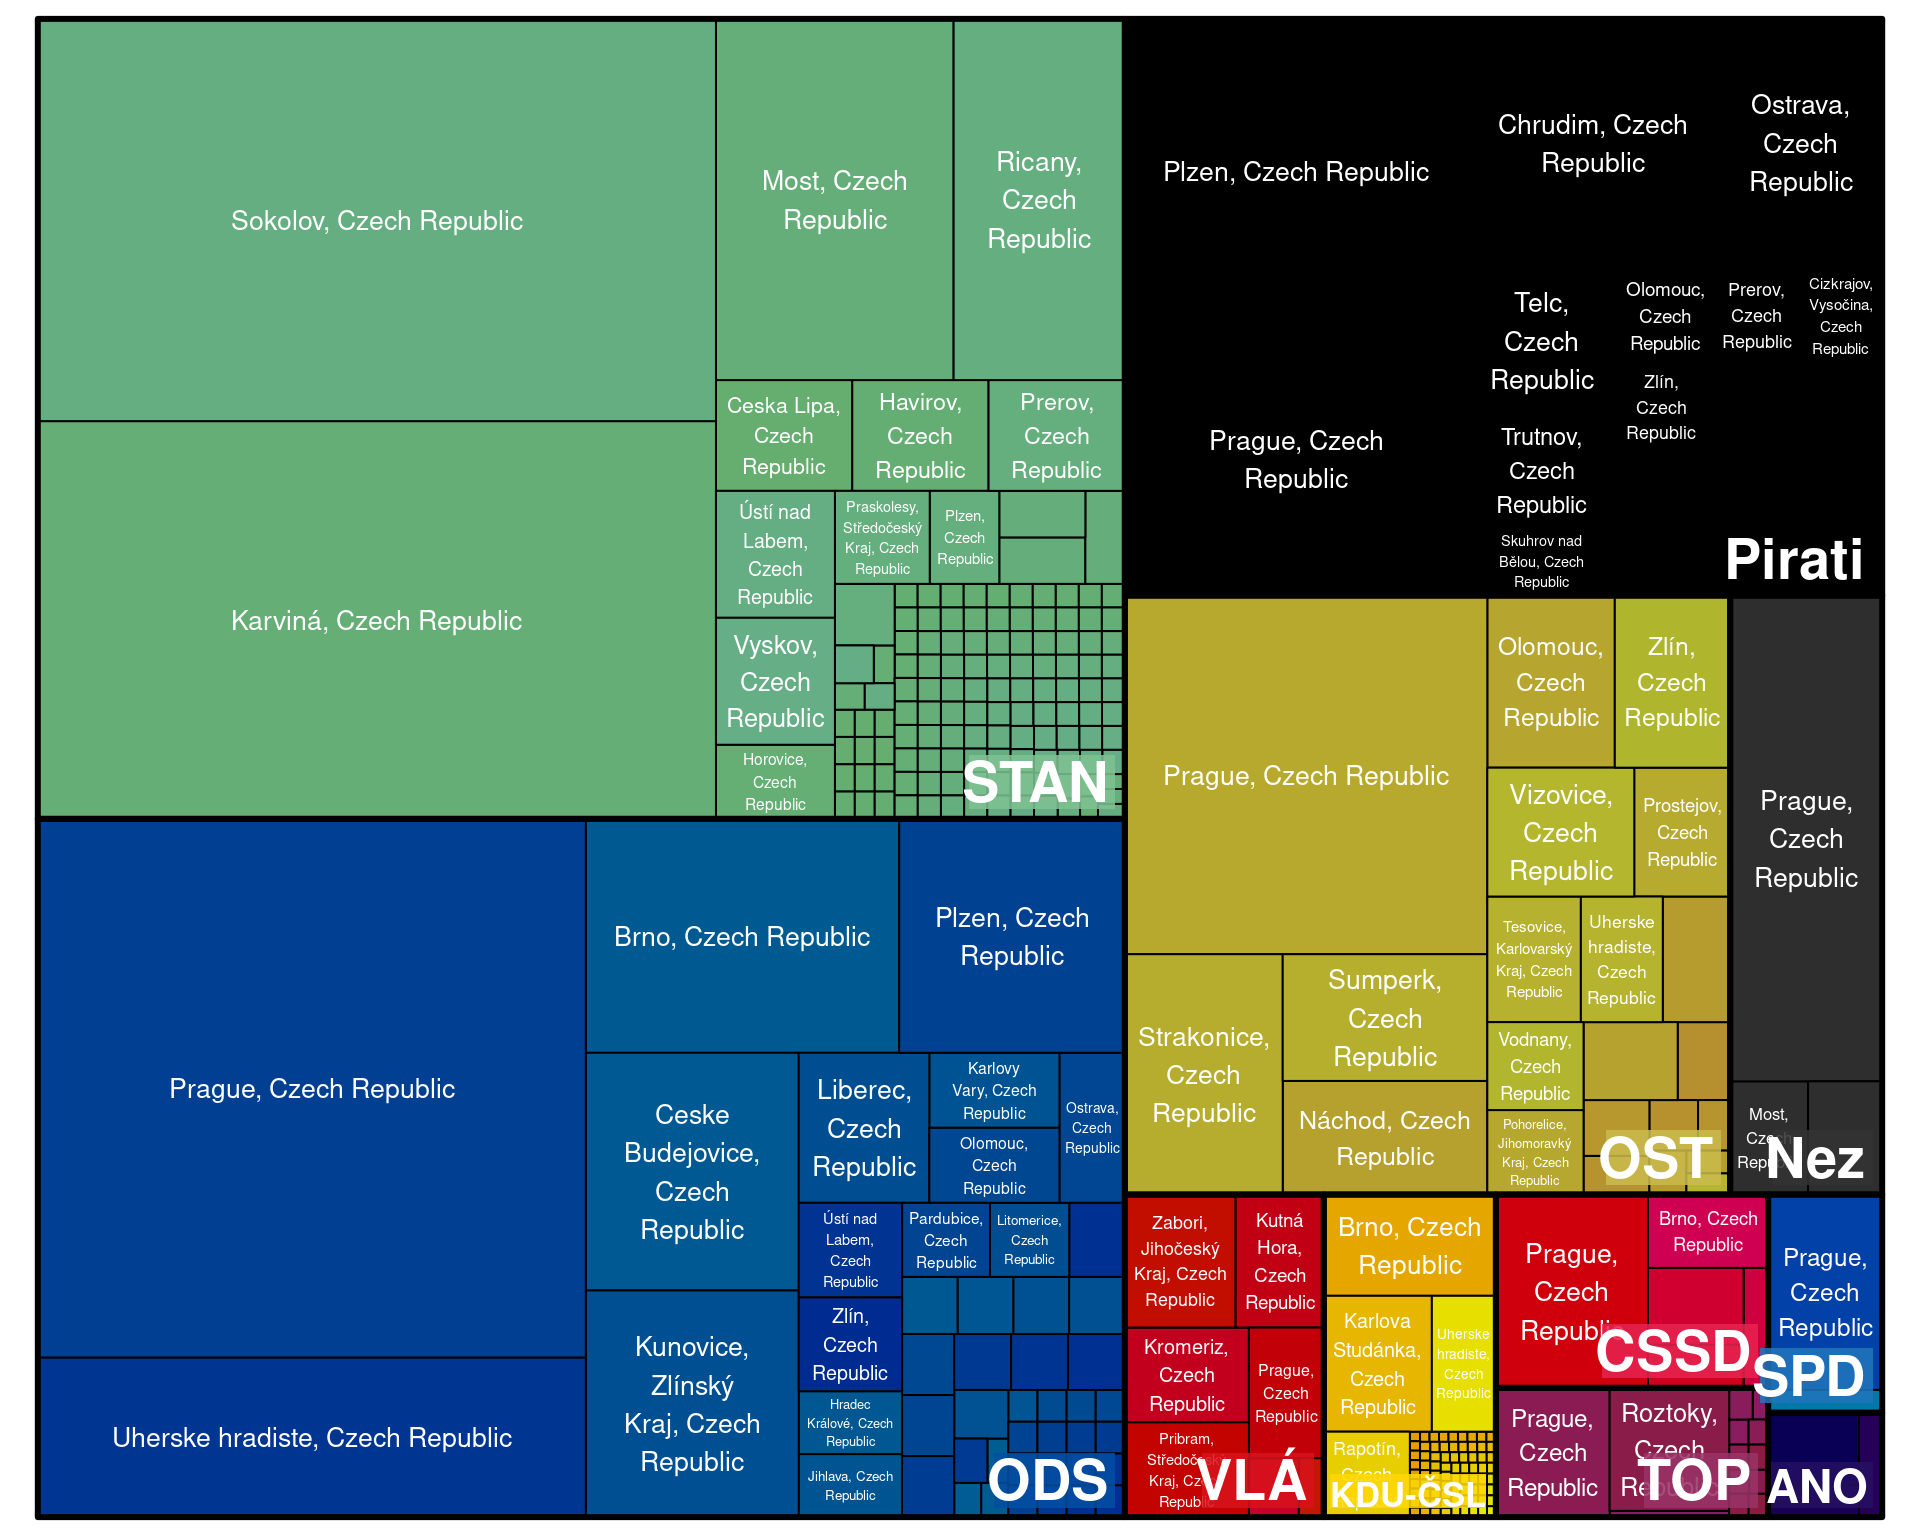 Sokolov, Czech Republic
Karviná, Czech Republic
Most, Czech
Republic
Ricany,
Czech
Republic
Ceska Lipa,
Czech
Republic
Havirov,
Czech
Republic
Prerov,
Czech
Republic
Ústí nad
Labem,
Czech
Republic
Praskolesy,
Středočeský
Kraj, Czech
Republic
Plzen,
Czech
Republic
Vyskov,
Czech
Republic
Horovice,
Czech
Republic
STAN
Plzen, Czech Republic
Prague, Czech
Republic
Chrudim, Czech
Republic
Ostrava,
Czech
Republic
Telc,
Czech
Republic
Olomouc,
Czech
Republic
Prerov,
Czech
Republic
Cizkrajov,
Vysočina,
Czech
Republic
Zlín,
Czech
Republic
Trutnov,
Czech
Republic
Skuhrov nad
Bělou, Czech
Republic
Pirati
Prague, Czech Republic
Uherske hradiste, Czech Republic
Brno, Czech Republic
Plzen, Czech
Republic
Ceske
Budejovice,
Czech
Republic
Kunovice,
Zlínský
Kraj, Czech
Republic
Liberec,
Czech
Republic
Karlovy
Vary, Czech
Republic
Olomouc,
Czech
Republic
Ostrava,
Czech
Republic
Ústí nad
Labem,
Czech
Republic
Pardubice,
Czech
Republic
Litomerice,
Czech
Republic
Zlín,
Czech
Republic
Hradec
Králové, Czech
Republic
Jihlava, Czech
Republic
ODS
Prague, Czech Republic
Strakonice,
Czech
Republic
Sumperk,
Czech
Republic
Náchod, Czech
Republic
Olomouc,
Czech
Republic
Zlín,
Czech
Republic
Vizovice,
Czech
Republic
Prostejov,
Czech
Republic
Tesovice,
Karlovarský
Kraj, Czech
Republic
Uherske
hradiste,
Czech
Republic
Vodnany,
Czech
Republic
Pohorelice,
Jihomoravký
Kraj, Czech
Republic
OST
Prague,
Czech
Republic
Most,
Czech
Republic
Nez
Zabori,
Jihočeský
Kraj, Czech
Republic
Kutná
Hora,
Czech
Republic
Kromeriz,
Czech
Republic
Prague,
Czech
Republic
Pribram,
Středočeský
Kraj, Czech
Republic
VLÁ
Brno, Czech
Republic
Karlova
Studánka,
Czech
Republic
Uherske
hradiste,
Czech
Republic
Rapotín,
Czech
KDU-ČSL
Prague,
Czech
Republic
Brno, Czech
Republic
CSSD
Prague,
Czech
Republic
SPD
Prague,
Czech
Republic
Roztoky,
Czech
Republic
TOP
ANO